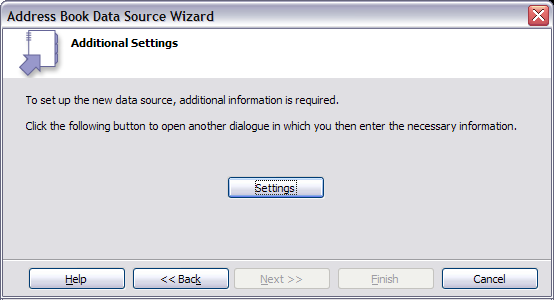 Address Book Data Source Wizard
Additional Settings
To set up the new data source, additional information is required.
Click the following button to open another dialogue in which you then enter the necessary information.
Settings
Help
<< Back
Next >>
Finish
Cancel